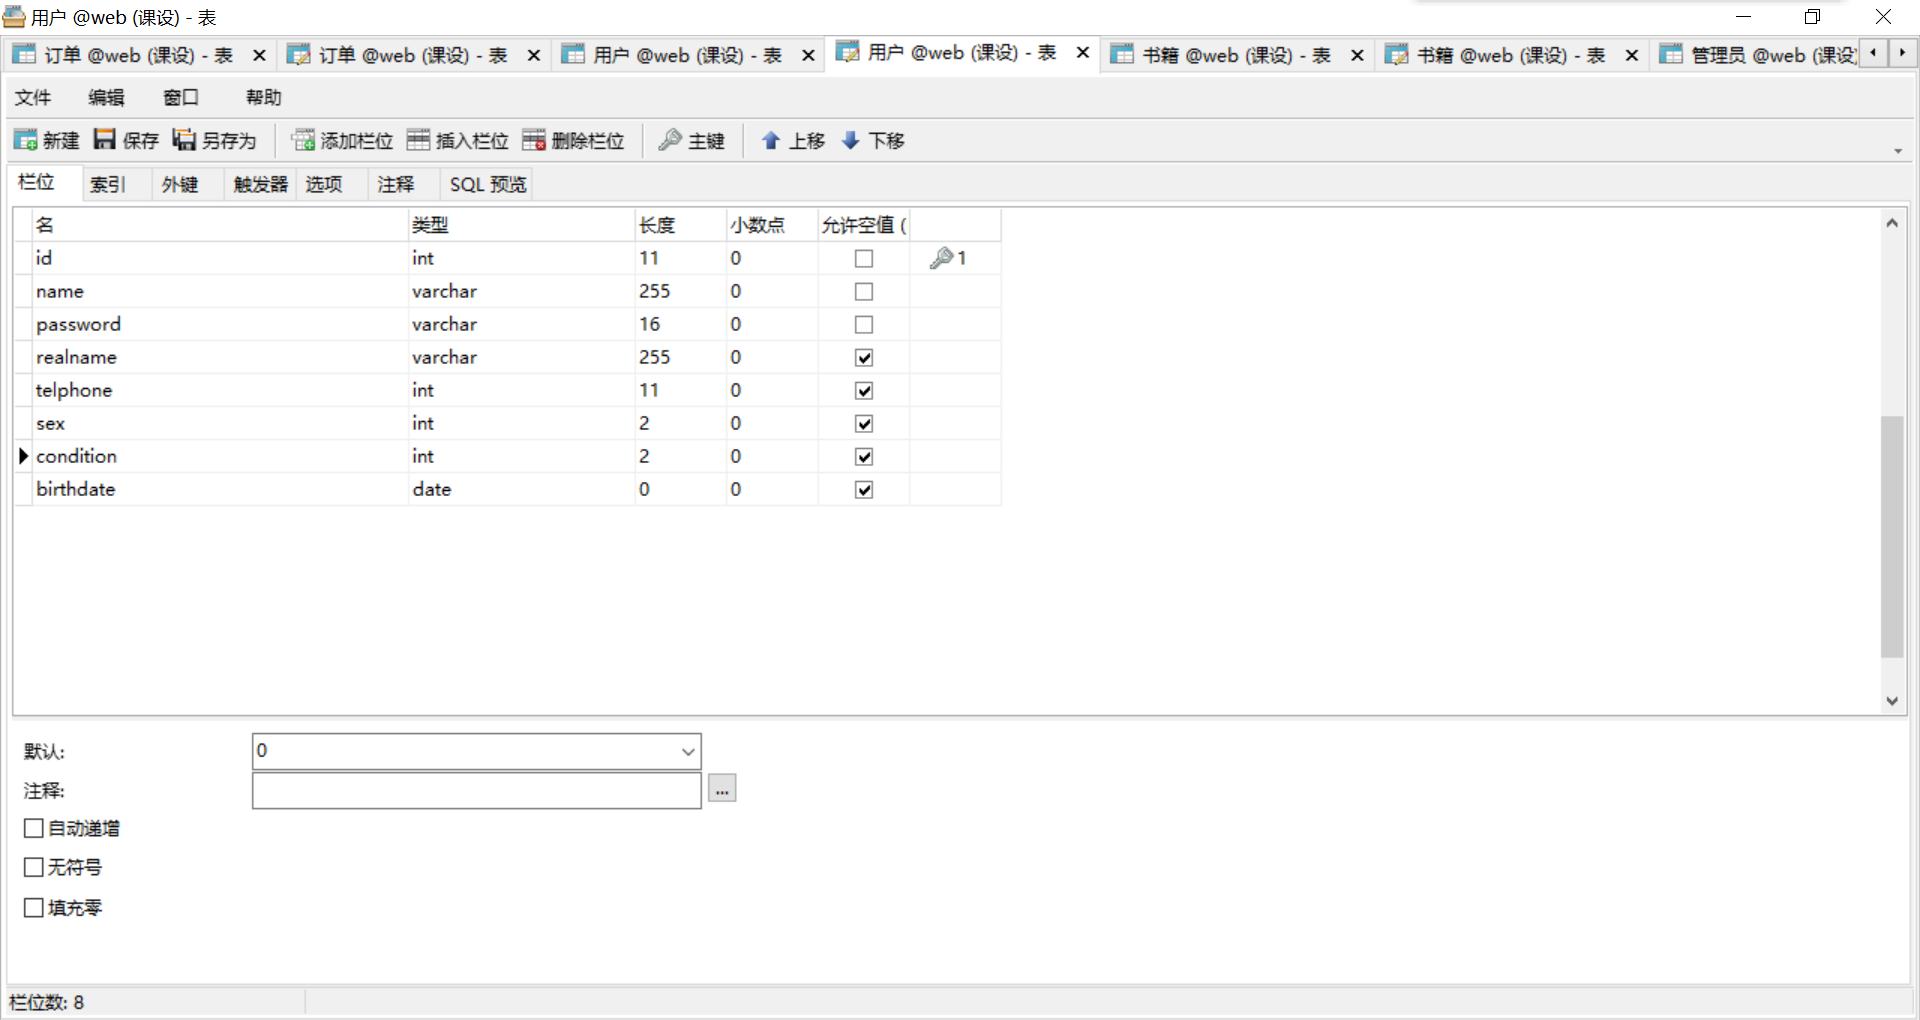 用户 @web (课设) - 表
订单 @web (课设) - 表 订单 @web (课设) - 表 用户 @web (课设) - 表 用户 @web (课设) - 表 书籍 @web (课设) - 表 书籍 @web (课设) - 表 管理员 @web (课设)
文件 编辑 窗口 帮助
新建 保存 另存为 添加栏位 插入栏位 删除栏位 主键 上移 下移
栏位 索引 外键 触发器 选项 注释 SQL 预览
名 类型 长度 小数点 允许空值 (
id int 11 0 1
name varchar 255 0
password varchar 16 0
realname varchar 255 0
telphone int 11 0
sex int 2 0
condition int 2 0
birthdate date 0 0
默认: 0
注释: ...
自动递增
无符号
填充零
栏位数: 8